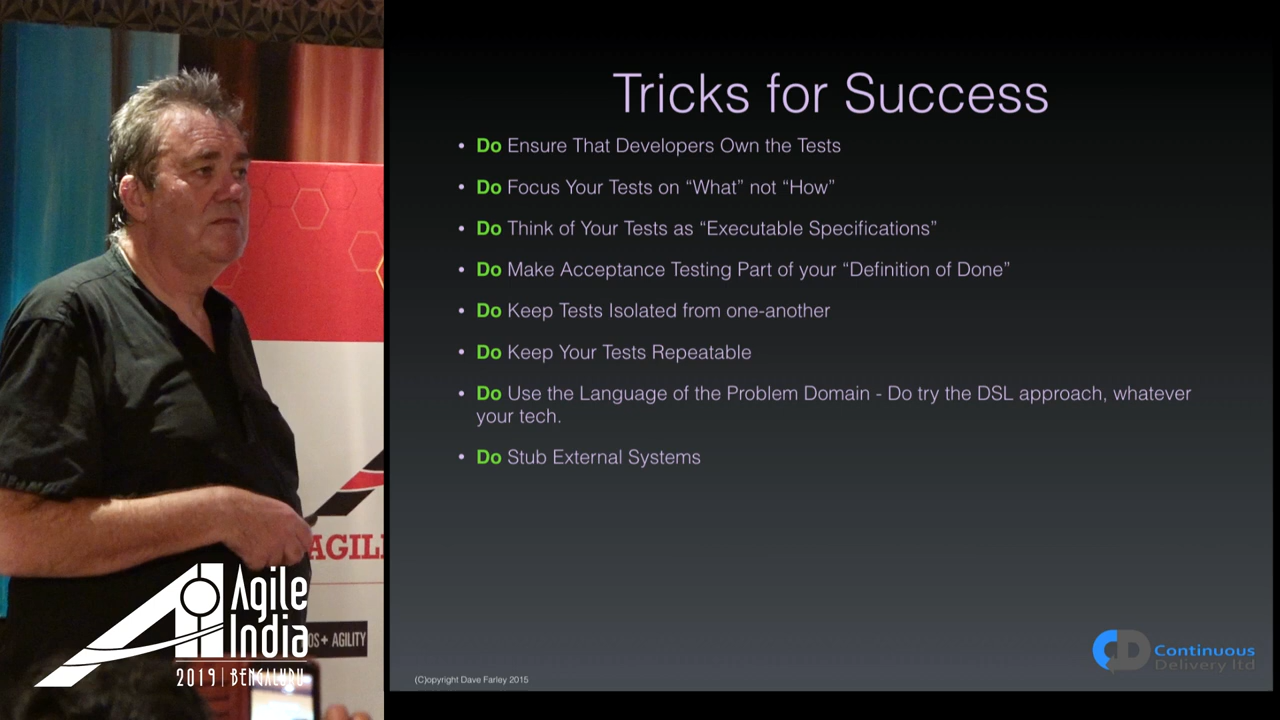 Tricks for Success
• Do Ensure That Developers Own the Tests
• Do Focus Your Tests on “What” not “How”
• Do Think of Your Tests as “Executable Specifications”
• Do Make Acceptance Testing Part of your “Definition of Done”
• Do Keep Tests Isolated from one-another
• Do Keep Your Tests Repeatable
• Do Use the Language of the Problem Domain - Do try the DSL approach, whatever
your tech.
• Do Stub External Systems
AGIL
Agile
India
OS+ AGILITY
2019 | BENGALURU
Continuous
Delivery ltd
(C)opyright Dave Farley 2015